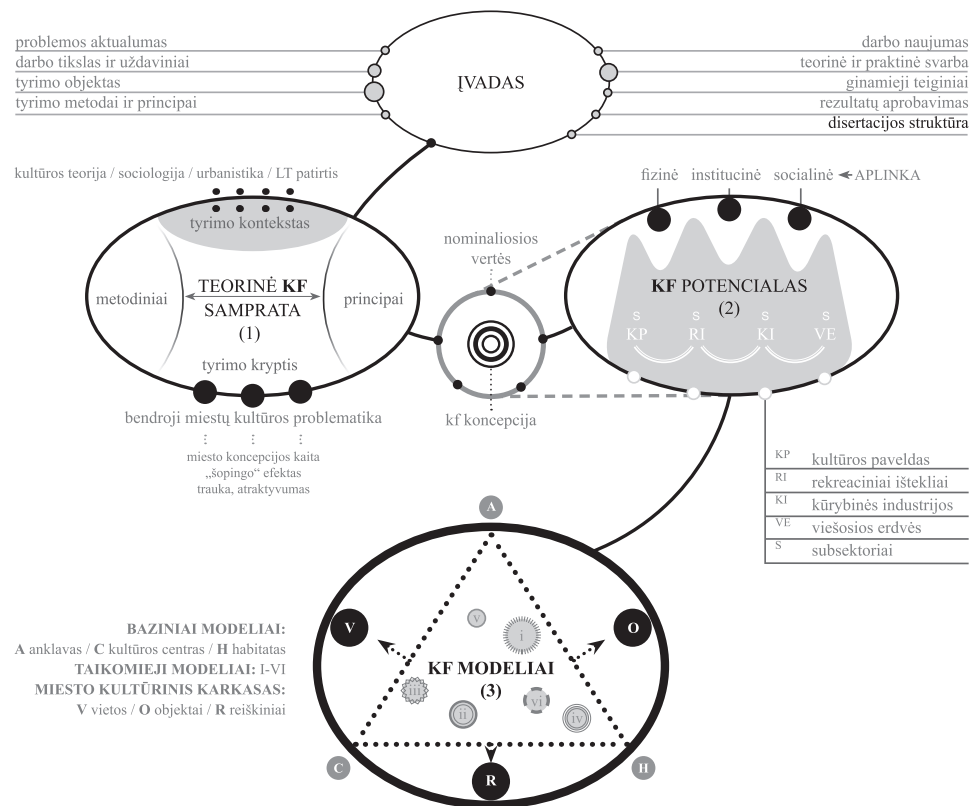 problemos aktualumas
darbo tikslas ir uždaviniai
tyrimo objektas
tyrimo metodai ir principai
ĮVADAS
darbo naujumas
teorinė ir praktinė svarba
ginamieji teiginiai
rezultatų aprobavimas
disertacijos struktūra
kultūros teorija / sociologija / urbanistika / LT patirtis
tyrimo kontekstas
metodiniai
TEORINĖ KF
SAMPRATA
(1)
principai
tyrimo kryptis
bendroji miestų kultūros problematika
miesto koncepcijos kaita
„šopingo“ efektas
trauka, atraktyvumas
nominaliosios
vertės
kf koncepcija
fizinė institucinė socialinė APLINKA
KF POTENCIALAS
(2)
S S S S
KP RI KI VE
KP kultūros paveldas
RI rekreaciniai ištekliai
KI kūrybinės industrijos
VE viešosios erdvės
S subsektoriai
A
V
O
v
i
KF MODELIAI
(3)
iii
ii
vi
iv
C
R
H
BAZINIAI MODELIAI:
A anklavas / C kultūros centras / H habitatas
TAIKOMIEJI MODELIAI: I-VI
MIESTO KULTŪRINIS KARKASAS:
V vietos / O objektai / R reiškiniai